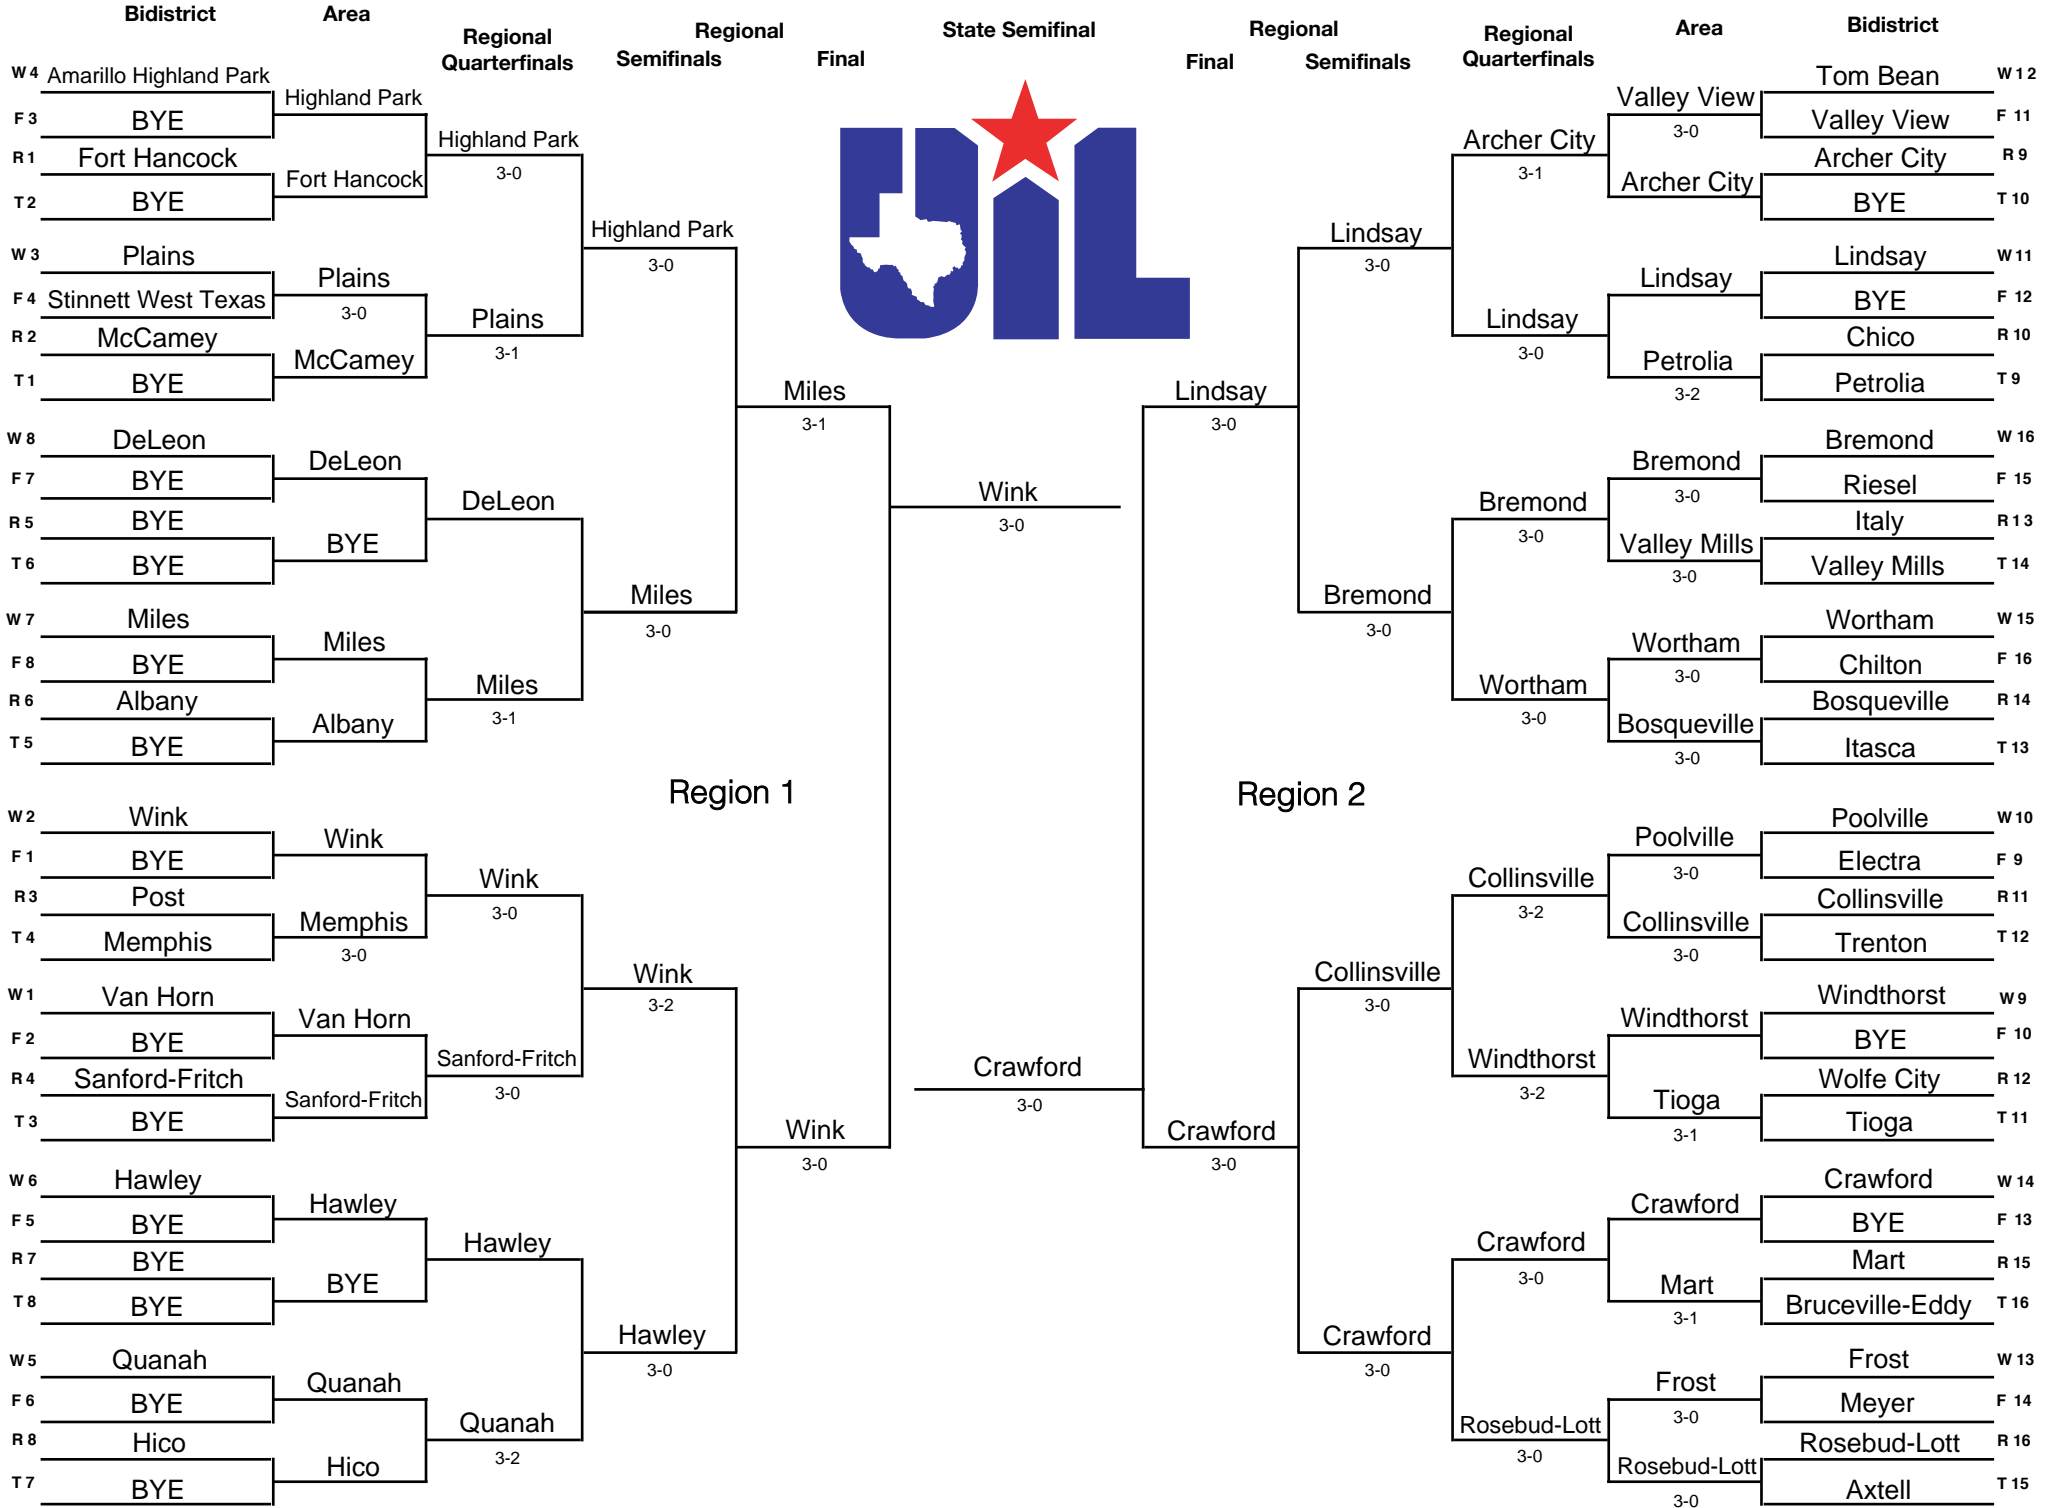 Bidistrict
Area
Regional
Quarterfinals
Regional
Semifinals
Final
State Semifinal
Regional
Final
Semifinals
Regional
Quarterfinals
Area
Bidistrict
W 4 Amarillo Highland Park
F 3 BYE
R 1 Fort Hancock
T 2 BYE
W 3 Plains
F 4 Stinnett West Texas
R 2 McCamey
T 1 BYE
W 8 DeLeon
F 7 BYE
R 5 BYE
T 6 BYE
W 7 Miles
F 8 BYE
R 6 Albany
T 5 BYE
W 2 Wink
F 1 BYE
R 3 Post
T 4 Memphis
W 1 Van Horn
F 2 BYE
R 4 Sanford-Fritch
T 3 BYE
W 6 Hawley
F 5 BYE
R 7 BYE
T 8 BYE
W 5 Quanah
F 6 BYE
R 8 Hico
T 7 BYE
Highland Park
Fort Hancock
Plains
3-0
McCamey
DeLeon
BYE
Miles
Albany
Wink
Memphis
3-0
Van Horn
Sanford-Fritch
Hawley
BYE
Quanah
Hico
Highland Park
3-0
Plains
3-1
DeLeon
Miles
3-1
Wink
3-0
Sanford-Fritch
3-0
Hawley
Quanah
3-2
Highland Park
3-0
Miles
3-0
Wink
3-2
Hawley
3-0
Miles
3-1
Wink
3-0
Region 1
UIL
Wink
3-0
Crawford
3-0
Region 2
Lindsay
3-0
Crawford
3-0
Lindsay
3-0
Bremond
3-0
Collinsville
3-0
Crawford
3-0
Archer City
3-1
Lindsay
3-0
Bremond
3-0
Wortham
3-0
Collinsville
3-2
Windthorst
3-2
Crawford
3-0
Rosebud-Lott
3-0
Valley View
3-0
Archer City
Lindsay
Petrolia
3-2
Bremond
3-0
Valley Mills
3-0
Wortham
3-0
Bosqueville
3-0
Poolville
3-0
Collinsville
3-0
Windthorst
Tioga
3-1
Crawford
Mart
3-1
Frost
3-0
Rosebud-Lott
3-0
Tom Bean W 1 2
Valley View F 11
Archer City R 9
BYE T 10
Lindsay W 11
BYE F 12
Chico R 10
Petrolia T 9
Bremond W 16
Riesel F 15
Italy R 1 3
Valley Mills T 14
Wortham W 15
Chilton F 16
Bosqueville R 14
Itasca T 13
Poolville W 10
Electra F 9
Collinsville R 11
Trenton T 12
Windthorst W 9
BYE F 10
Wolfe City R 12
Tioga T 11
Crawford W 14
BYE F 13
Mart R 15
Bruceville-Eddy T 16
Frost W 13
Meyer F 14
Rosebud-Lott R 16
Axtell T 15